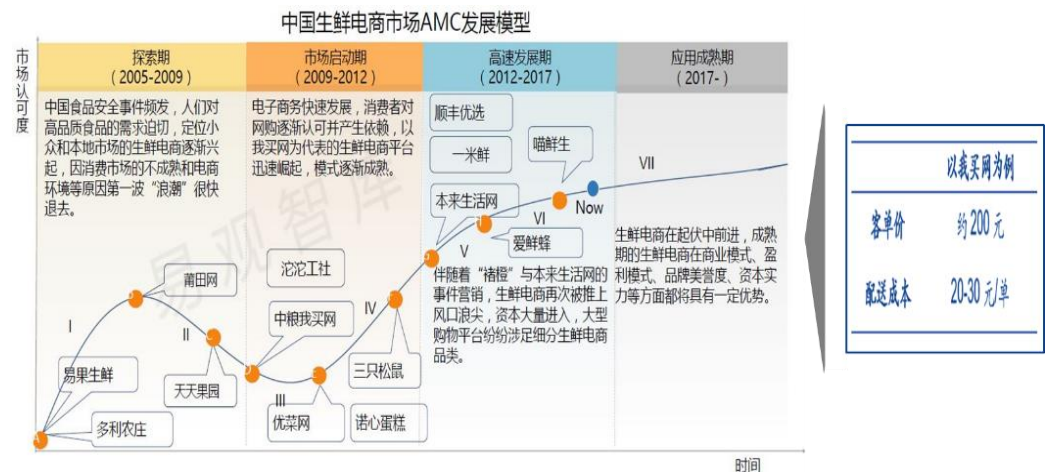 中国生鲜电商市场AMC发展模型
市场认可度
探索期
（2005-2009）
市场启动期
（2009-2012）
高速发展期
（2012-2017）
应用成熟期
（2017-）
中国食品安全事件频发，人们对
高品质食品的需求迫切，定位小
众和本地市场的生鲜电商逐渐兴
起，因消费市场的不成熟和电商
环境等原因第一波“浪潮”很快
退去。
电子商务快速发展，消费者对
网购逐渐认可并产生依赖，以
我买网为代表的生鲜电商平台
迅速崛起，模式逐渐成熟。
顺丰优选
一米鲜
喵鲜生
本来生活网
爱鲜蜂
Now
VII
VI
V
IV
III
II
I
莆田网
沱沱工社
中粮我买网
三只松鼠
天天果园
易果生鲜
多利农庄
优菜网
诺心蛋糕
A
伴随着“褚橙”与本来生活网的
事件营销，生鲜电商再次被推上
风口浪尖，资本大量进入，大型
购物平台纷纷涉足细分生鲜电商
品类。
生鲜电商在起伏中前进，成熟
期的生鲜电商在商业模式、盈
利模式、品牌美誉度、资本实
力等方面都将具有一定优势。
时间
易观智库
以我买网为例
客单价 约200元
配送成本 20-30元/单